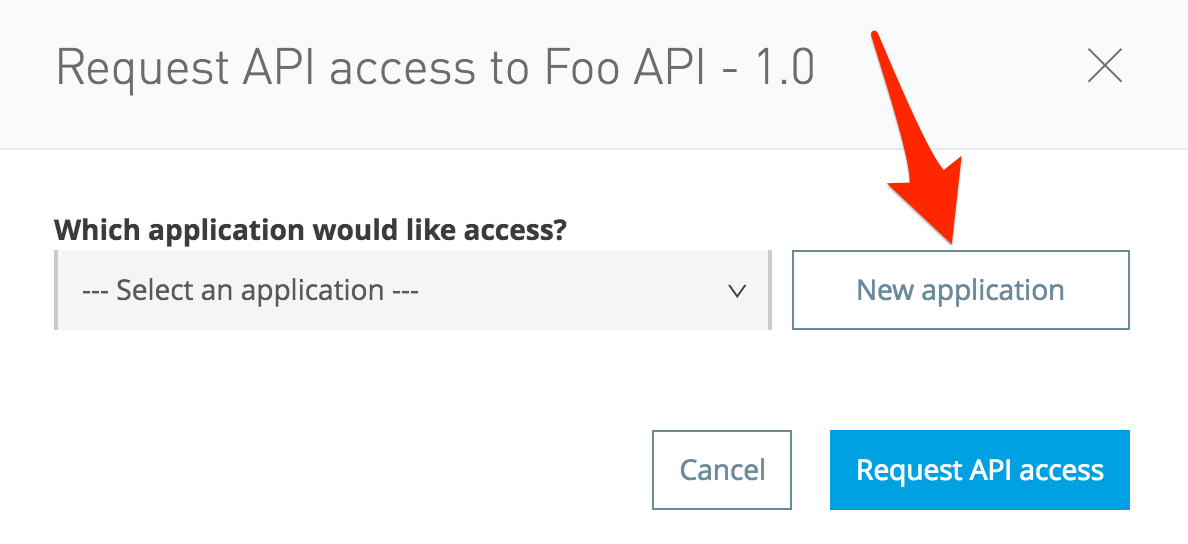 Request API access to Foo API - 1.0
Which application would like access?
--- Select an application ---
New application
Cancel
Request API access